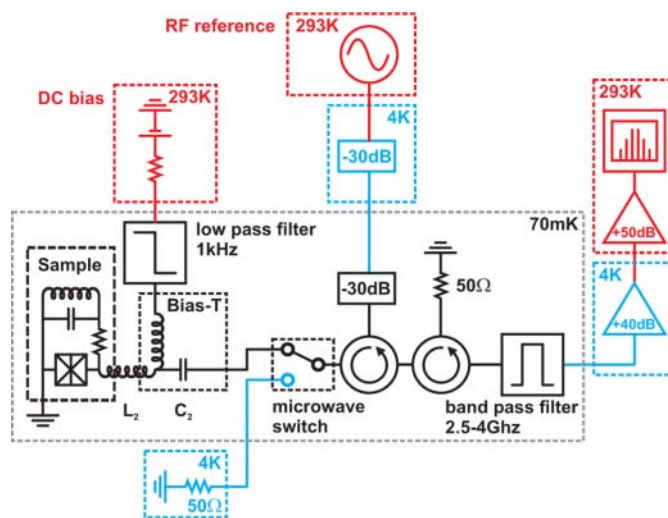 RF reference
293K
DC bias
293K
4K
-30dB
293K
+50dB
4K
+40dB
70mK
low pass filter
1kHz
Sample
Bias-T
-30dB
50Ω
L2
C2
microwave
switch
band pass filter
2.5-4Ghz
4K
50Ω